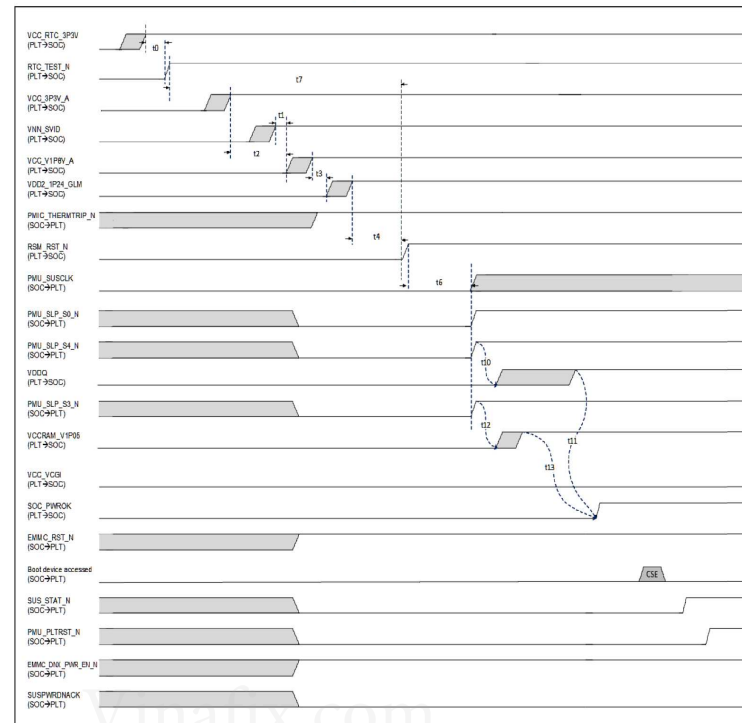 VCC_RTC_3P3V
(PLT→SOC)
t0
RTC_TEST_N
(PLT→SOC)
t7
VCC_3P3V_A
(PLT→SOC)
VNN_SVID
(PLT→SOC)
t1
t2
VCC_V1P8V_A
(PLT→SOC)
t3
VDD2_1P24_GLM
(PLT→SOC)
PMIC_THERMTRIP_N
(SOC→PLT)
t4
RSM_RST_N
(PLT→SOC)
PMU_SUSCLK
(SOC→PLT)
t6
PMU_SLP_S0_N
(SOC→PLT)
PMU_SLP_S4_N
(SOC→PLT)
t10
VDDQ
(PLT→SOC)
PMU_SLP_S3_N
(SOC→PLT)
t12
t11
VCCRAM_V1P05
(PLT→SOC)
t13
VCC_VCGI
(PLT→SOC)
SOC_PWROK
(PLT→SOC)
EMMC_RST_N
(SOC→PLT)
Boot device accessed
(SOC→PLT)
CSE
SUS_STAT_N
(SOC→PLT)
PMU_PLTRST_N
(SOC→PLT)
EMMC_DNX_PWR_EN_N
(SOC→PLT)
SUSPWRDNACK
(SOC→PLT)
Vinafix.com